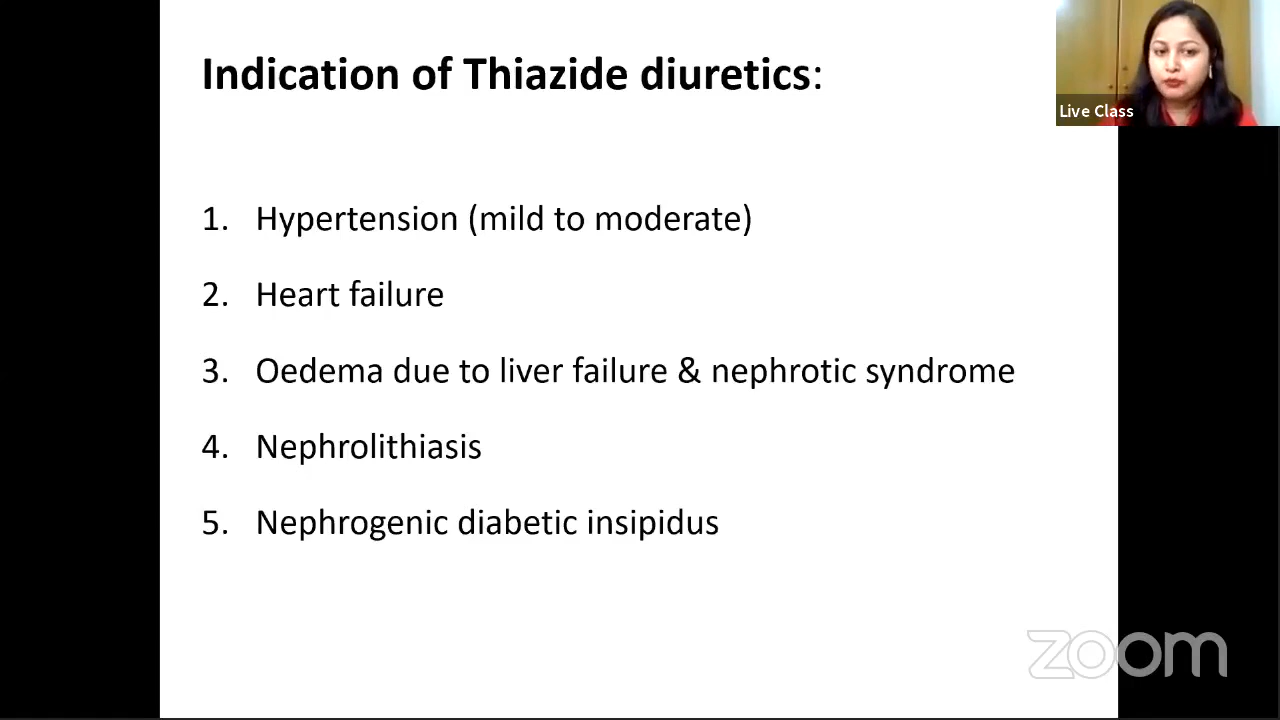 Indication of Thiazide diuretics:
Live Class
1. Hypertension (mild to moderate)
2. Heart failure
3. Oedema due to liver failure & nephrotic syndrome
4. Nephrolithiasis
5. Nephrogenic diabetic insipidus
zoom